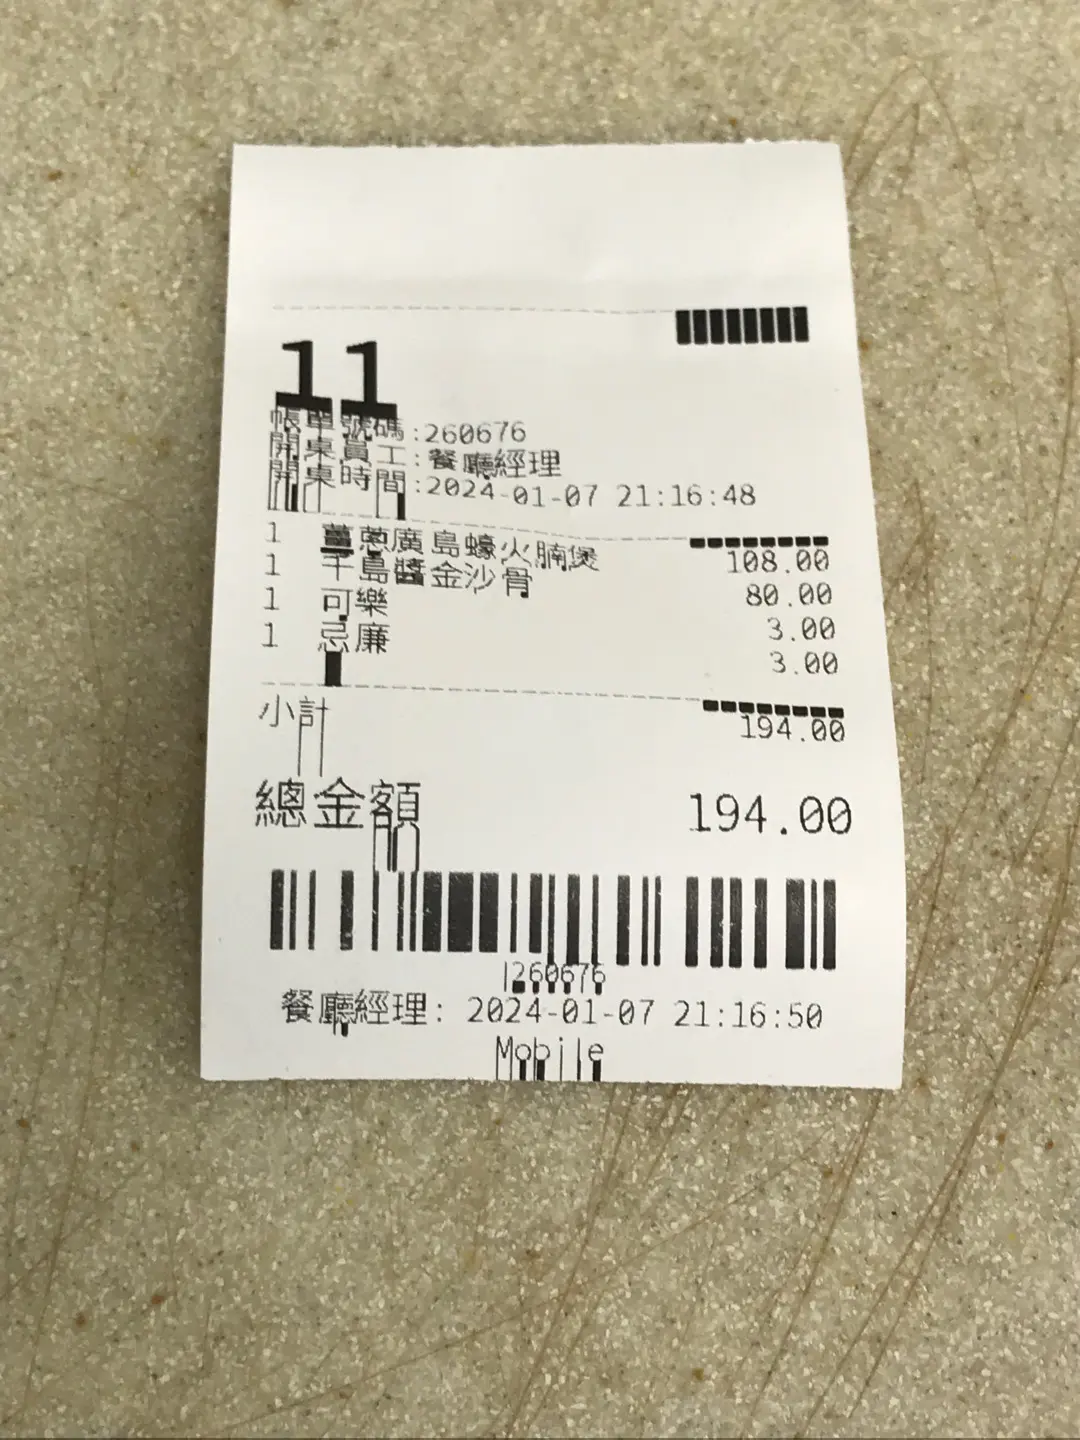 11
帳單號碼:260676
開桌員工:餐廳經理
開桌時間:2024-01-07 21:16:48
1 薑蔥廣島蠔火腩煲 108.00
1 千島醬金沙骨 80.00
1 可樂 3.00
1 忌廉 3.00
小計 194.00
總金額 194.00
260676
餐廳經理: 2024-01-07 21:16:50
Mobile